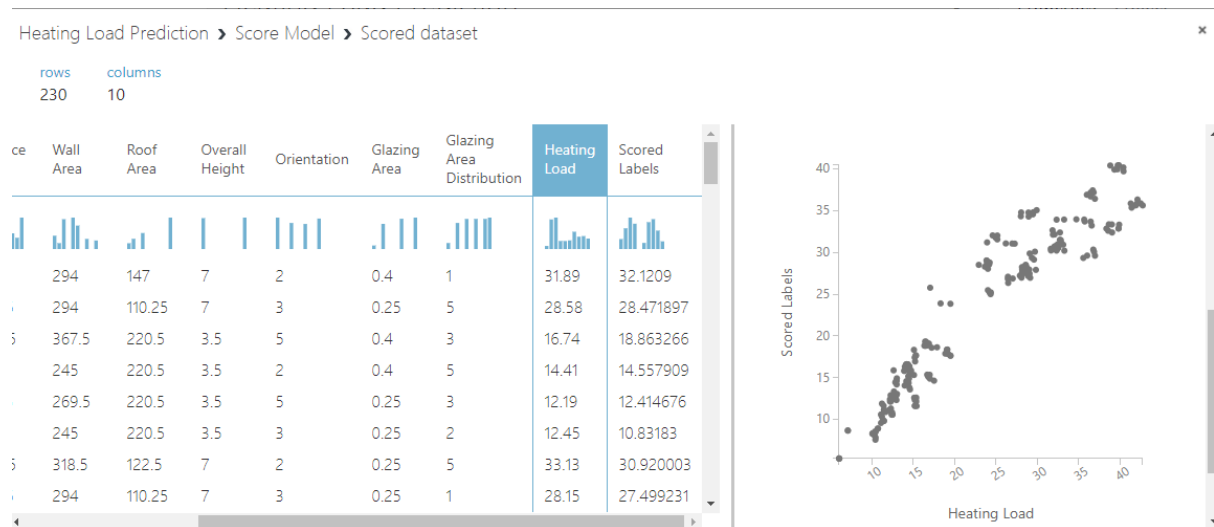 Heating Load Prediction ❯ Score Model ❯ Scored dataset
×
rows columns
230 10
ce Wall Area Roof Area Overall Height Orientation Glazing Area Glazing Area Distribution Heating Load Scored Labels
294 147 7 2 0.4 1 31.89 32.1209
294 110.25 7 3 0.25 5 28.58 28.471897
5 367.5 220.5 3.5 5 0.4 3 16.74 18.863266
245 220.5 3.5 2 0.4 5 14.41 14.557909
269.5 220.5 3.5 5 0.25 3 12.19 12.414676
245 220.5 3.5 3 0.25 2 12.45 10.83183
5 318.5 122.5 7 2 0.25 5 33.13 30.920003
294 110.25 7 3 0.25 1 28.15 27.499231
40
35
30
25
20
15
10
Scored Labels
10 15 20 25 30 35 40
Heating Load